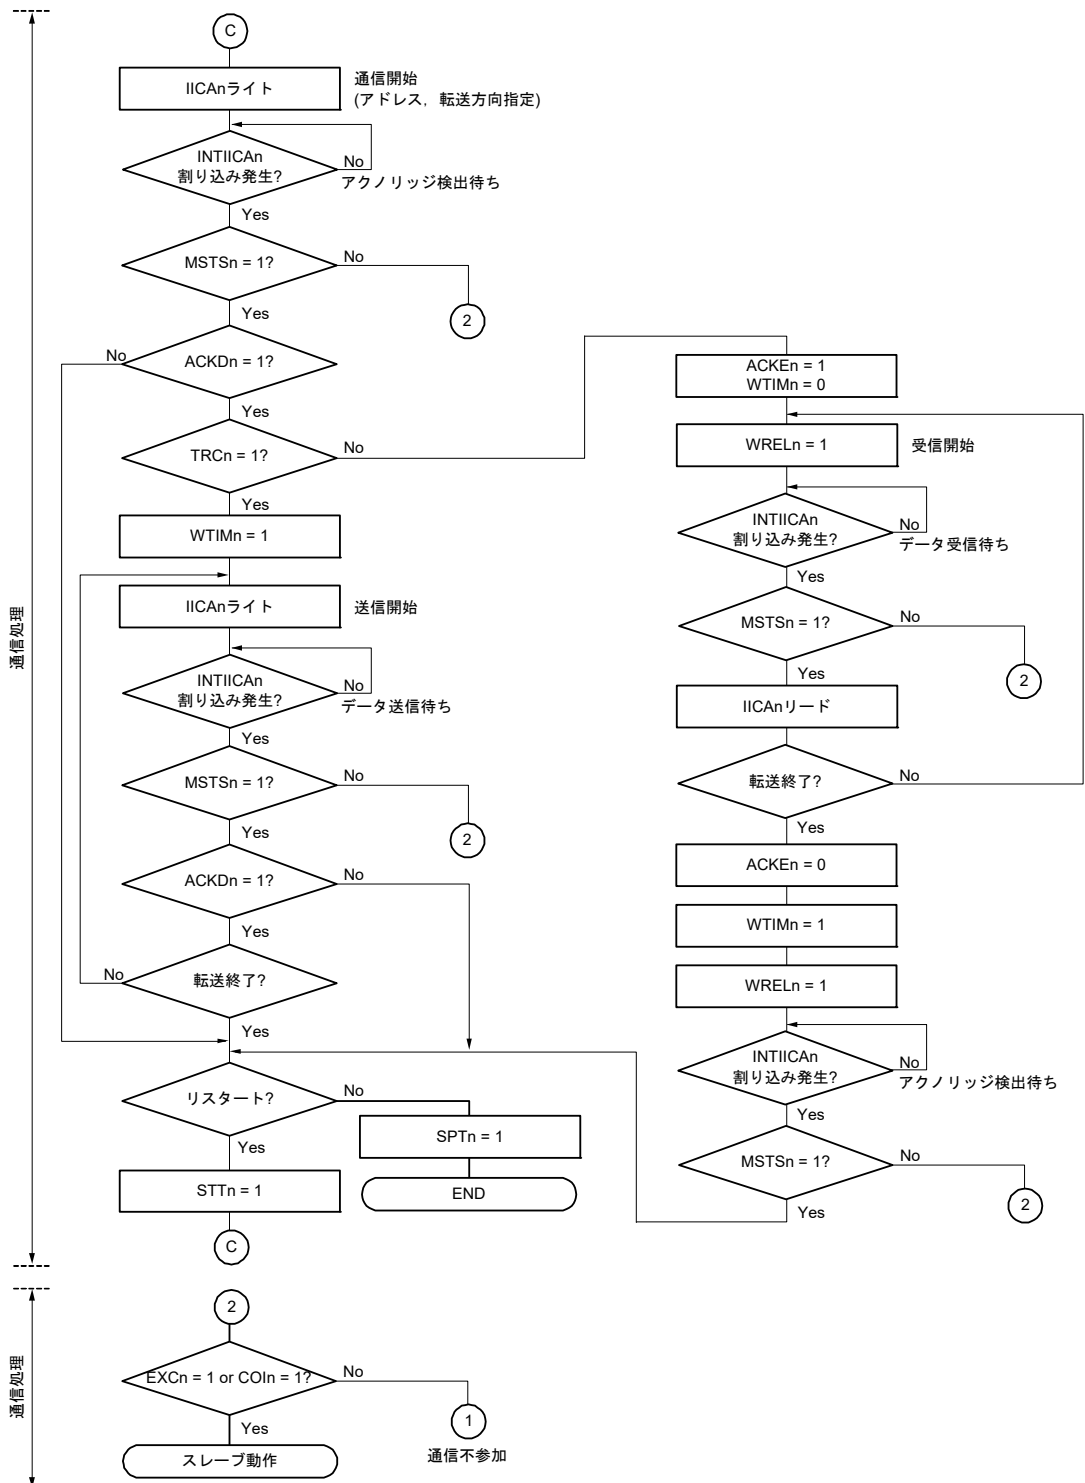 C
IICAnライト
通信開始
(アドレス，転送方向指定)
INTIICAn
割り込み発生?
No
アクノリッジ検出待ち
Yes
MSTSn = 1?
No
2
Yes
ACKDn = 1?
No
Yes
TRCn = 1?
No
Yes
WTIMn = 1
IICAnライト
送信開始
INTIICAn
割り込み発生?
No
データ送信待ち
Yes
MSTSn = 1?
No
2
Yes
ACKDn = 1?
No
Yes
転送終了?
No
Yes
リスタート?
No
Yes
SPTn = 1
END
STTn = 1
C
ACKEn = 1
WTIMn = 0
WRELn = 1
受信開始
INTIICAn
割り込み発生?
No
データ受信待ち
Yes
MSTSn = 1?
No
2
Yes
IICAnリード
転送終了?
No
Yes
ACKEn = 0
WTIMn = 1
WRELn = 1
INTIICAn
割り込み発生?
No
アクノリッジ検出待ち
Yes
MSTSn = 1?
No
2
Yes
通信処理
2
EXCn = 1 or COIn = 1?
No
1
通信不参加
Yes
スレーブ動作
通信処理